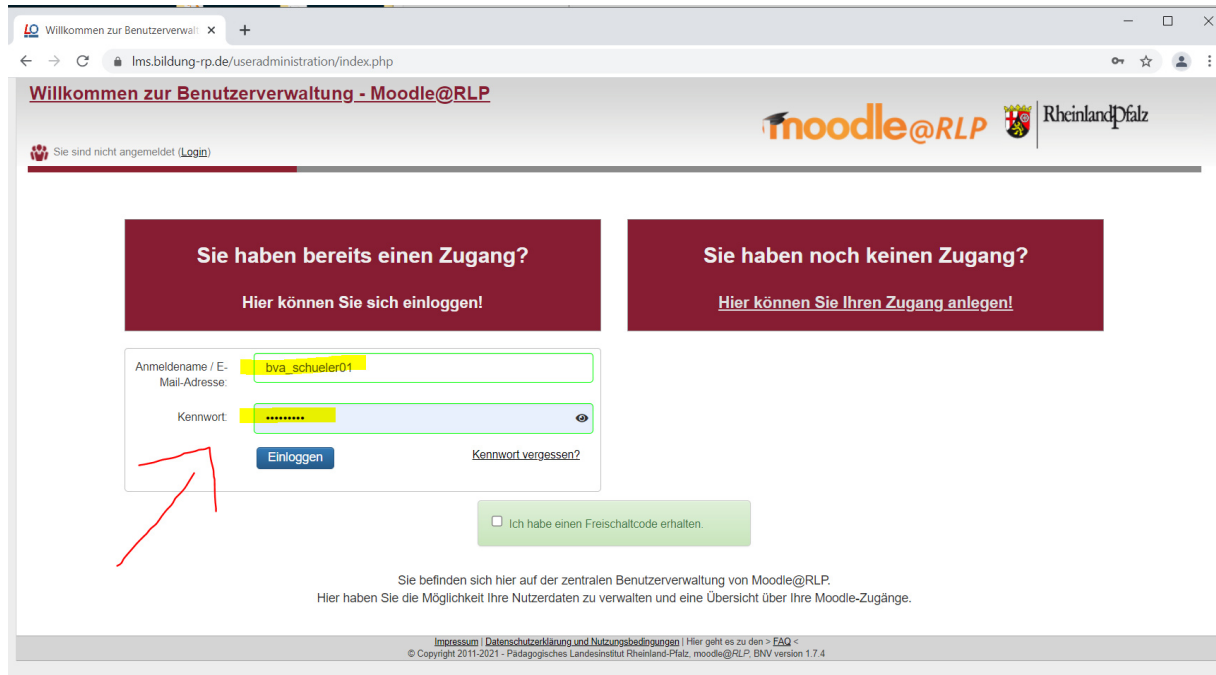 Willkommen zur Benutzerverwalt
lms.bildung-rp.de/useradministration/index.php
Willkommen zur Benutzerverwaltung - Moodle@RLP
moodle@RLP
RheinlandPfalz
Sie sind nicht angemeldet (Login)
Sie haben bereits einen Zugang?
Hier können Sie sich einloggen!
Sie haben noch keinen Zugang?
Hier können Sie Ihren Zugang anlegen!
Anmeldename / E-
Mail-Adresse:
bva_schueler01
Kennwort:
•••••••••
Einloggen
Kennwort vergessen?
Ich habe einen Freischaltcode erhalten.
Sie befinden sich hier auf der zentralen Benutzerverwaltung von Moodle@RLP.
Hier haben Sie die Möglichkeit Ihre Nutzerdaten zu verwalten und eine Übersicht über Ihre Moodle-Zugänge.
Impressum | Datenschutzerklärung und Nutzungsbedingungen | Hier geht es zu den > FAQ <
© Copyright 2011-2021 - Pädagogisches Landesinstitut Rheinland-Pfalz, moodle@RLP, BNV version 1.7.4